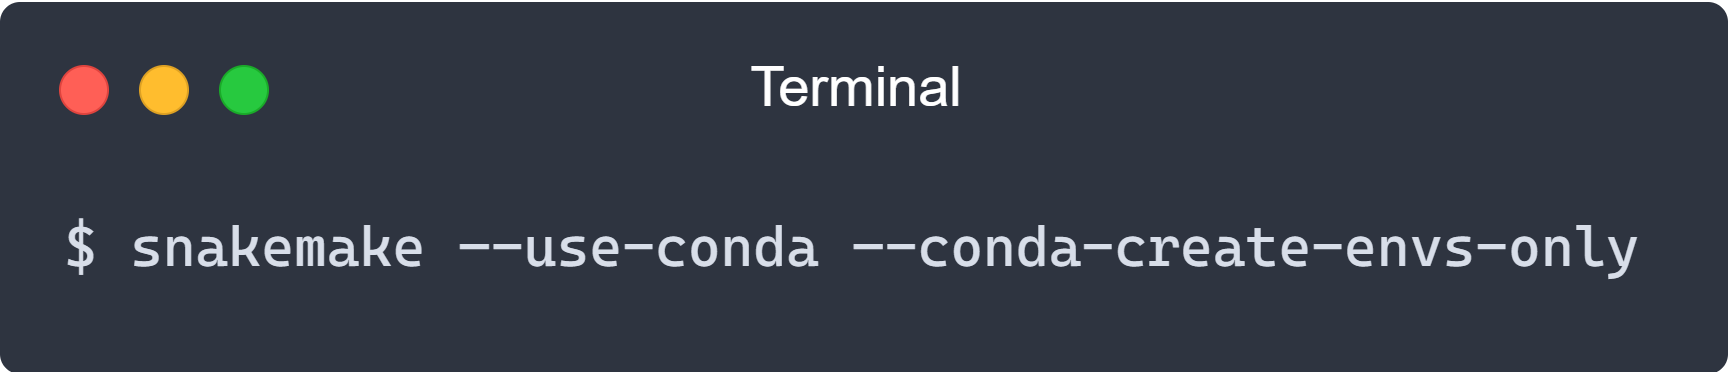 Terminal
$ snakemake --use-conda --conda-create-envs-only